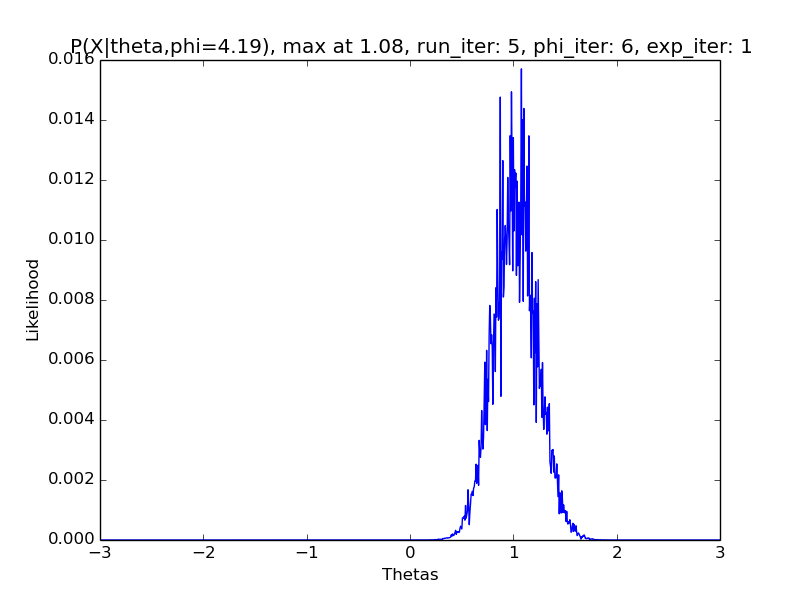 P(X|theta,phi=4.19), max at 1.08, run_iter: 5, phi_iter: 6, exp_iter: 1
0.016
0.014
0.012
0.010
0.008
0.006
0.004
0.002
0.000
Likelihood
−3 −2 −1 0 1 2 3
Thetas